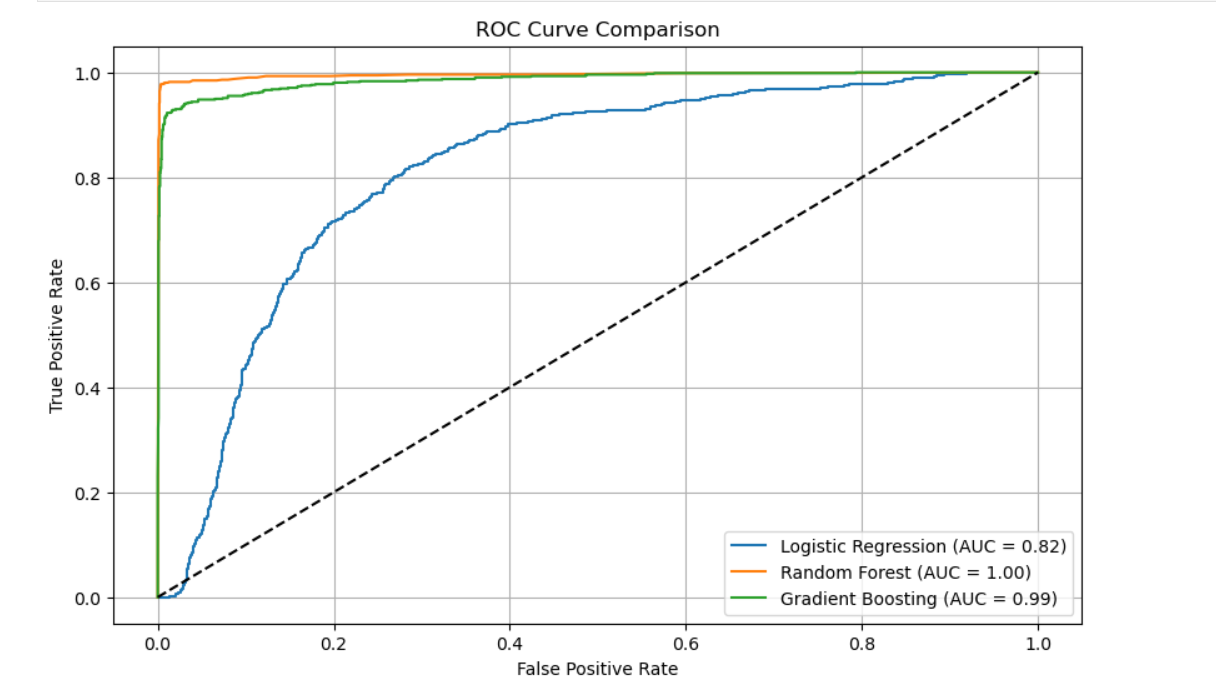 ROC Curve Comparison
1.0
0.8
0.6
0.4
0.2
0.0
True Positive Rate
0.0 0.2 0.4 0.6 0.8 1.0
False Positive Rate
Logistic Regression (AUC = 0.82)
Random Forest (AUC = 1.00)
Gradient Boosting (AUC = 0.99)